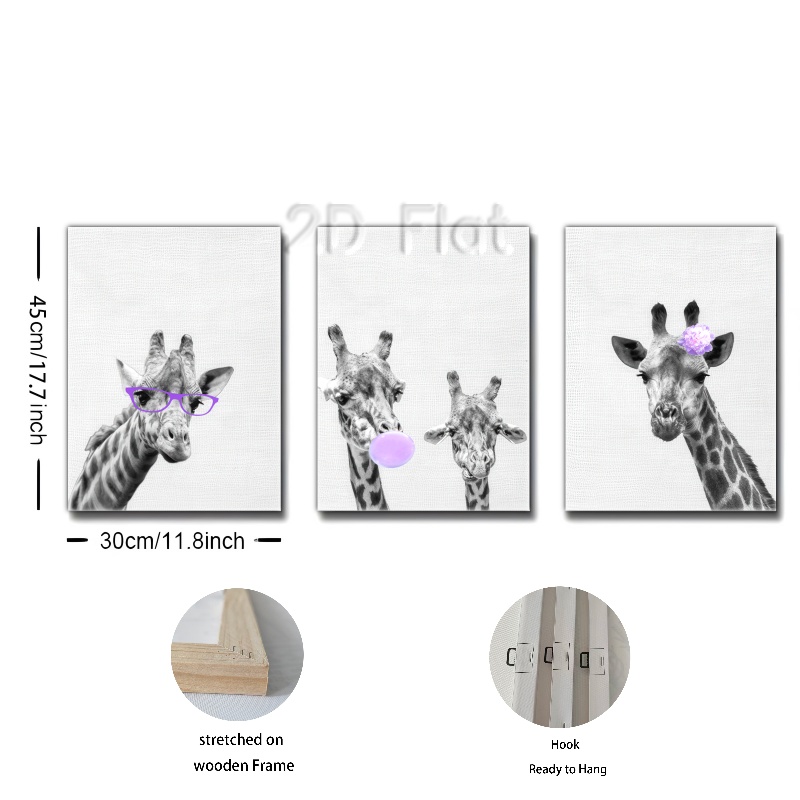 2D Flat
45cm/17.7inch
30cm/11.8inch
stretched on
wooden Frame
Hook
Ready to Hang